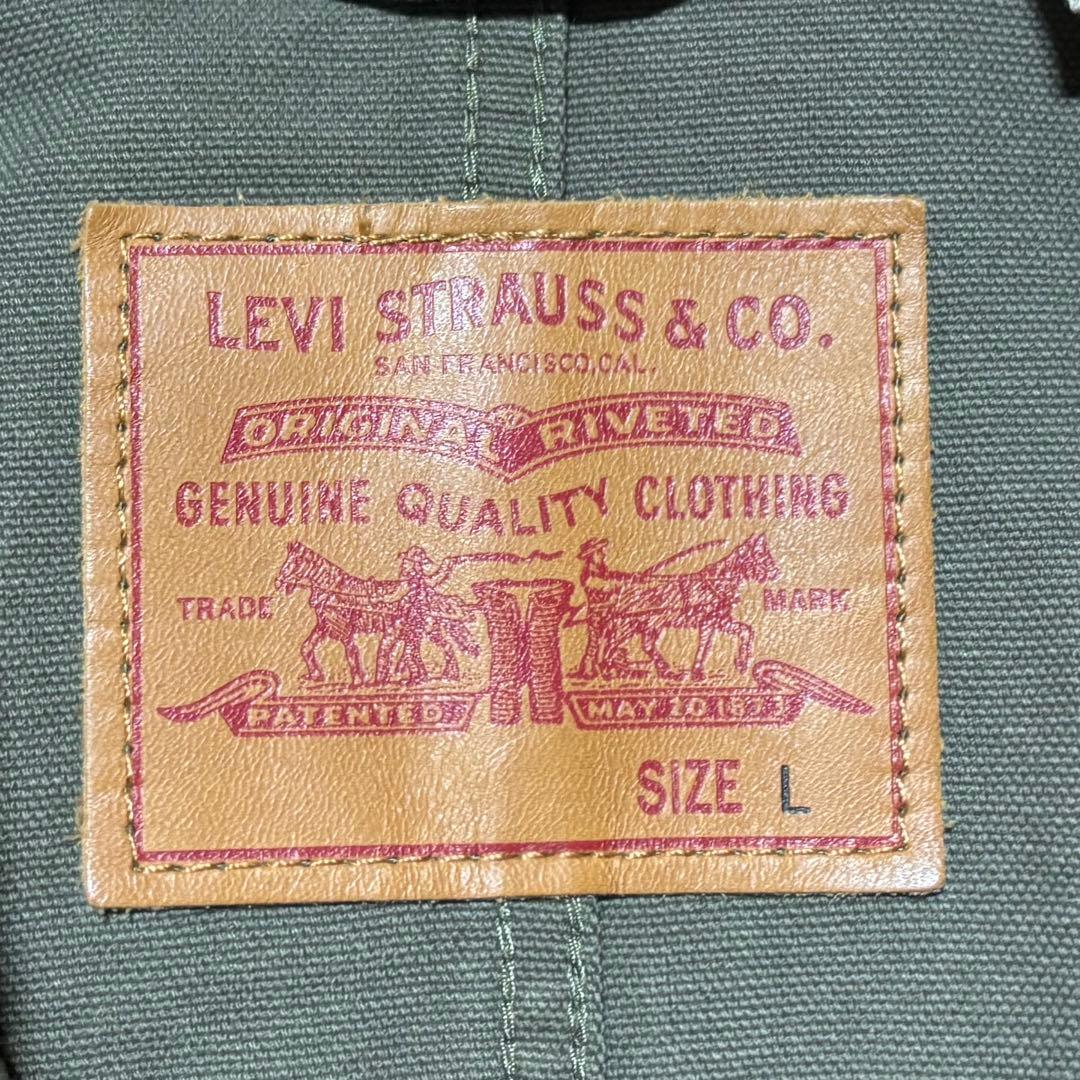 LEVI STRAUSS & CO.
SAN FRANCISCO, CAL.
ORIGINAL RIVETED
GENUINE QUALITY CLOTHING
TRADE MARK
PATENTED MAY 20 1873
SIZE L